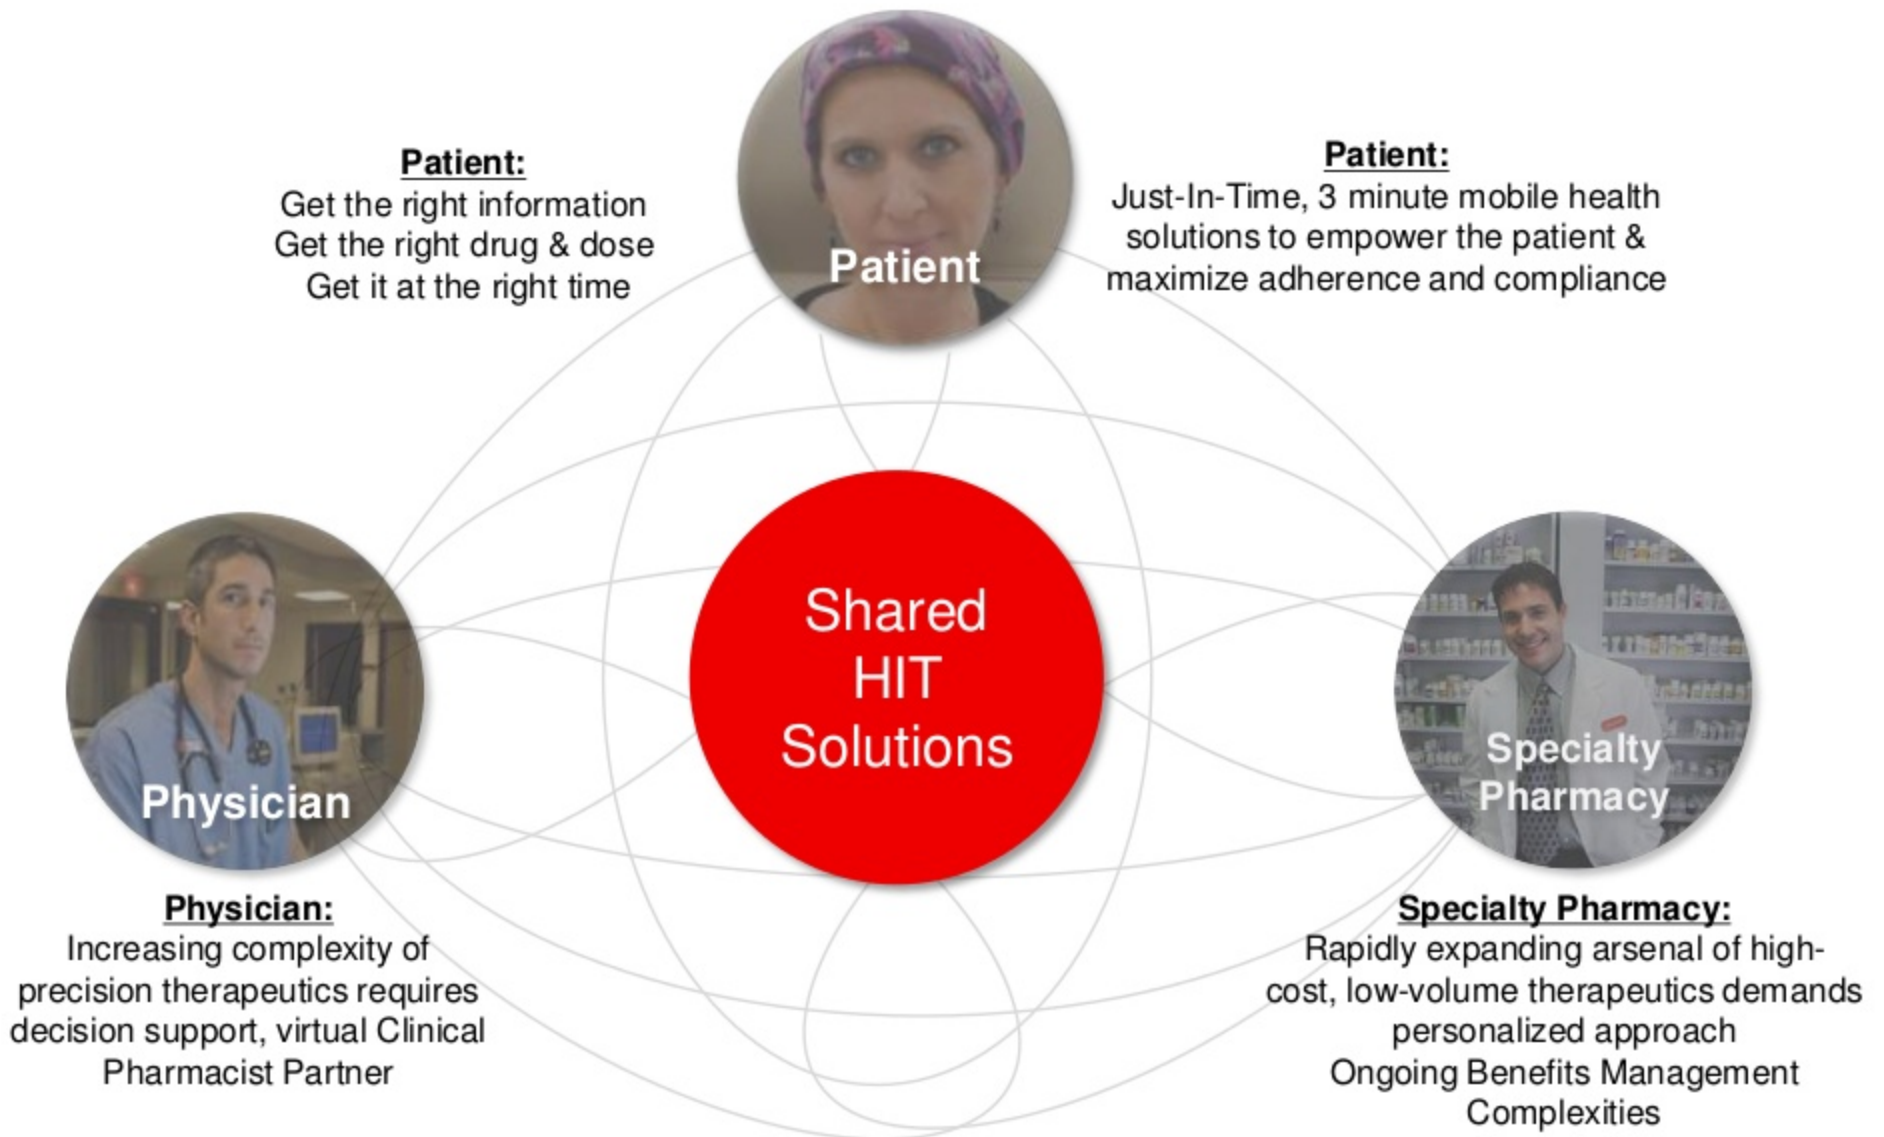 Patient:
Get the right information
Get the right drug & dose
Get it at the right time
Patient
Patient:
Just-In-Time, 3 minute mobile health
solutions to empower the patient &
maximize adherence and compliance
Shared
HIT
Solutions
Physician
Specialty
Pharmacy
Physician:
Increasing complexity of
precision therapeutics requires
decision support, virtual Clinical
Pharmacist Partner
Specialty Pharmacy:
Rapidly expanding arsenal of high-
cost, low-volume therapeutics demands
personalized approach
Ongoing Benefits Management
Complexities